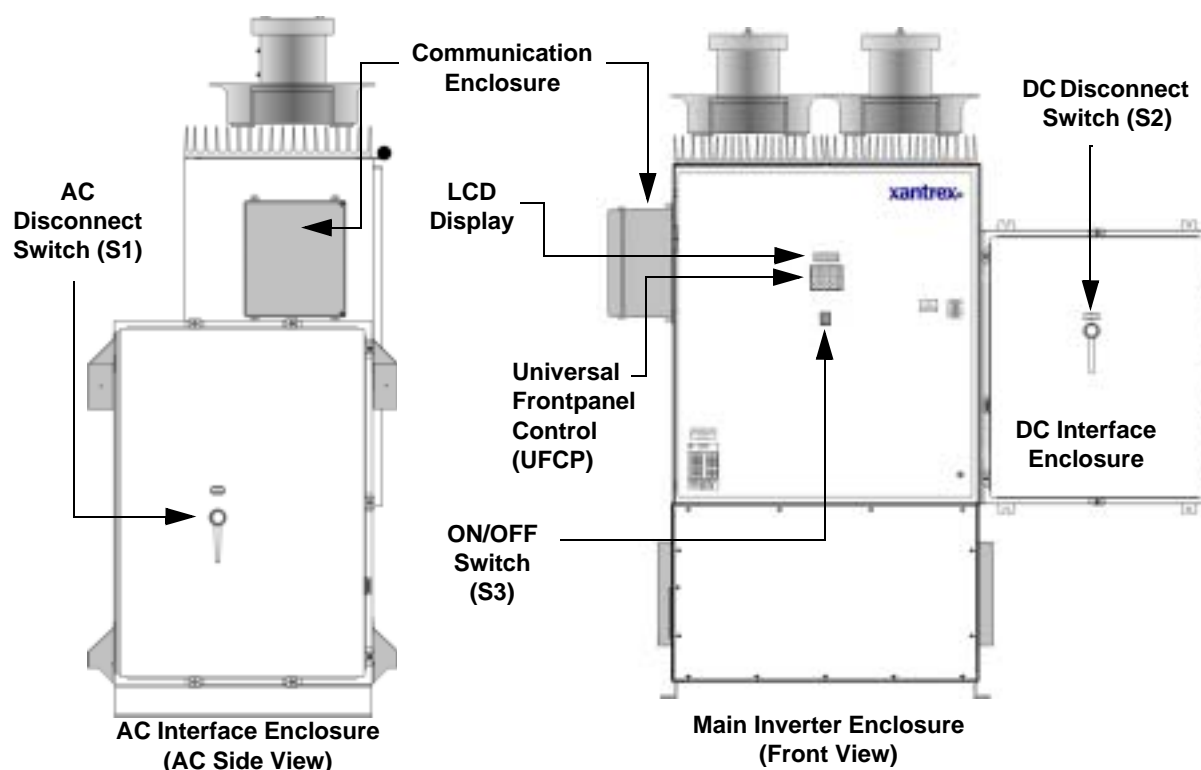 Communication
Enclosure
DC Disconnect
Switch (S2)
AC
Disconnect
Switch (S1)
LCD
Display
xantrex
Universal
Frontpanel
Control
(UFCP)
DC Interface
Enclosure
ON/OFF
Switch
(S3)
AC Interface Enclosure
(AC Side View)
Main Inverter Enclosure
(Front View)